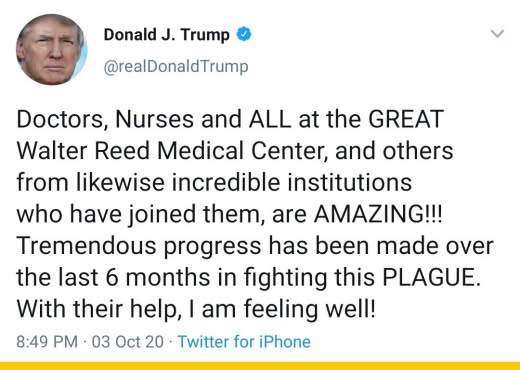 Donald J. Trump
@realDonaldTrump
Doctors, Nurses and ALL at the GREAT
Walter Reed Medical Center, and others
from likewise incredible institutions
who have joined them, are AMAZING!!!
Tremendous progress has been made over
the last 6 months in fighting this PLAGUE.
With their help, I am feeling well!
8:49 PM · 03 Oct 20 · Twitter for iPhone